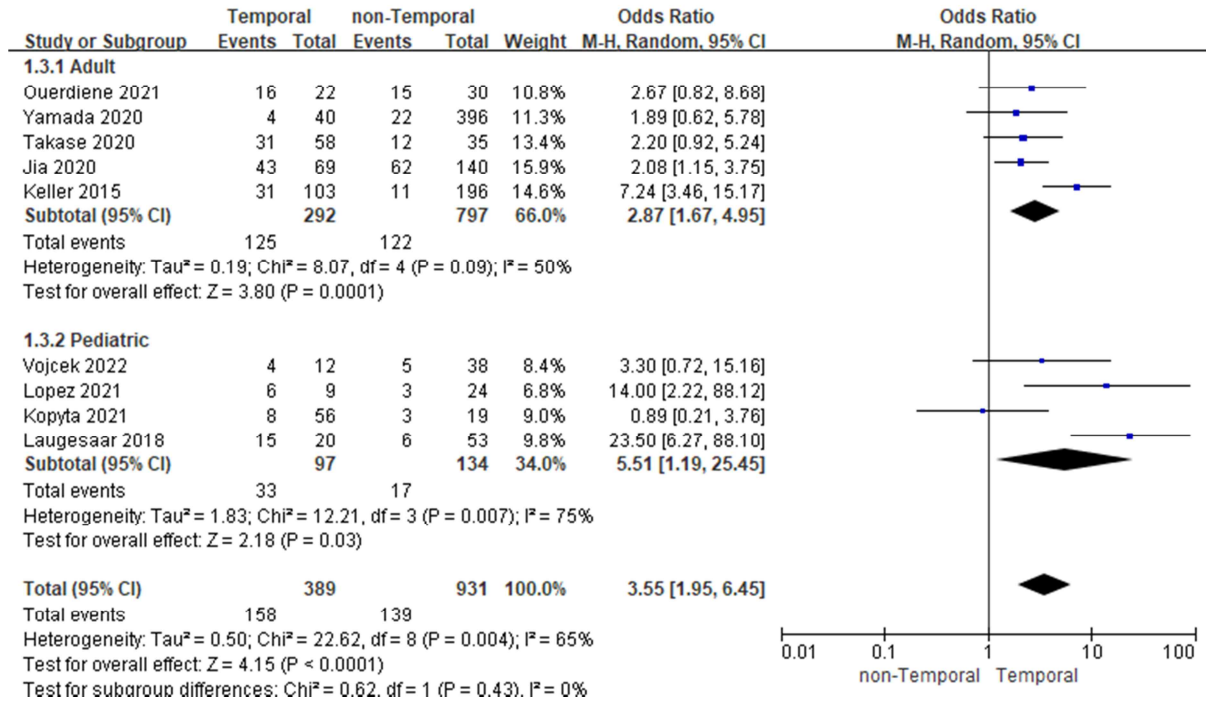 Temporal non-Temporal Odds Ratio Odds Ratio
Study or Subgroup Events Total Events Total Weight M-H, Random, 95% CI M-H, Random, 95% CI
1.3.1 Adult
Ouerdiene 2021 16 22 15 30 10.8% 2.67 [0.82, 8.68]
Yamada 2020 4 40 22 396 11.3% 1.89 [0.62, 5.78]
Takase 2020 31 58 12 35 13.4% 2.20 [0.92, 5.24]
Jia 2020 43 69 62 140 15.9% 2.08 [1.15, 3.75]
Keller 2015 31 103 11 196 14.6% 7.24 [3.46, 15.17]
Subtotal (95% CI) 292 797 66.0% 2.87 [1.67, 4.95]
Total events 125 122
Heterogeneity: Tau² = 0.19; Chi² = 8.07, df = 4 (P = 0.09); I² = 50%
Test for overall effect: Z = 3.80 (P = 0.0001)
1.3.2 Pediatric
Vojcek 2022 4 12 5 38 8.4% 3.30 [0.72, 15.16]
Lopez 2021 6 9 3 24 6.8% 14.00 [2.22, 88.12]
Kopyta 2021 8 56 3 19 9.0% 0.89 [0.21, 3.76]
Laugesaar 2018 15 20 6 53 9.8% 23.50 [6.27, 88.10]
Subtotal (95% CI) 97 134 34.0% 5.51 [1.19, 25.45]
Total events 33 17
Heterogeneity: Tau² = 1.83; Chi² = 12.21, df = 3 (P = 0.007); I² = 75%
Test for overall effect: Z = 2.18 (P = 0.03)
Total (95% CI) 389 931 100.0% 3.55 [1.95, 6.45]
Total events 158 139
Heterogeneity: Tau² = 0.50; Chi² = 22.62, df = 8 (P = 0.004); I² = 65%
Test for overall effect: Z = 4.15 (P < 0.0001)
Test for subgroup differences: Chi² = 0.62, df = 1 (P = 0.43), I² = 0%
0.01 0.1 1 10 100
non-Temporal Temporal